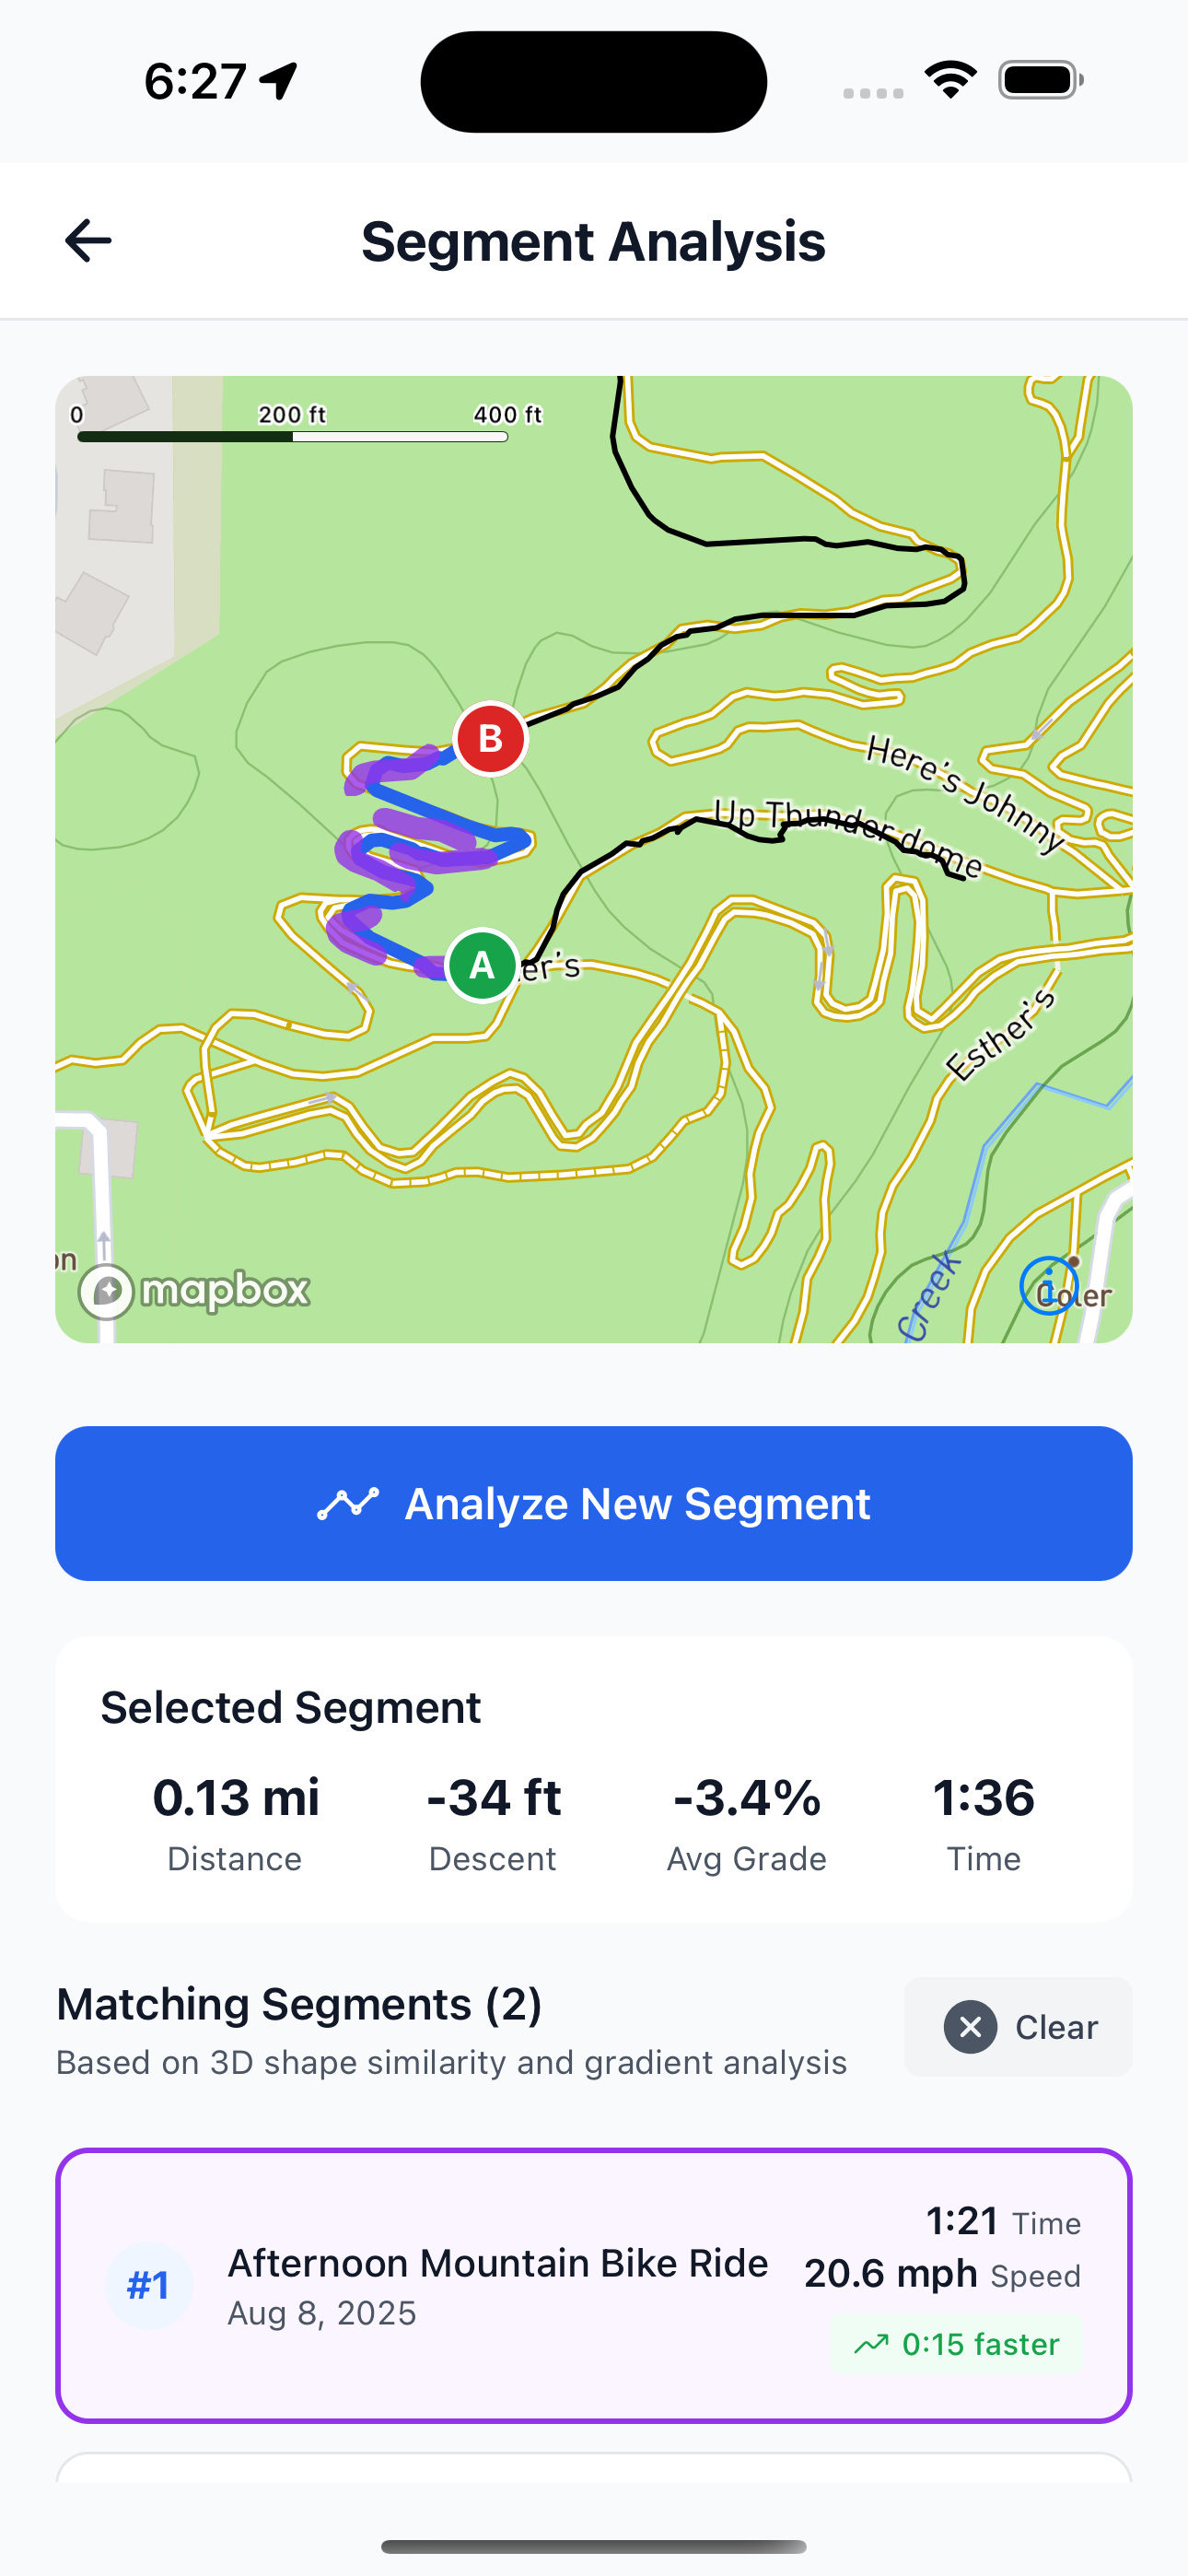 6:27
Segment Analysis
0 200 ft 400 ft
B
Here's Johnny
Up Thunder dome
A
er's
Esther's
on
mapbox
Creek
Coler
Analyze New Segment
Selected Segment
0.13 mi -34 ft -3.4% 1:36
Distance Descent Avg Grade Time
Matching Segments (2)
Clear
Based on 3D shape similarity and gradient analysis
1:21 Time
#1 Afternoon Mountain Bike Ride
20.6 mph Speed
Aug 8, 2025
0:15 faster